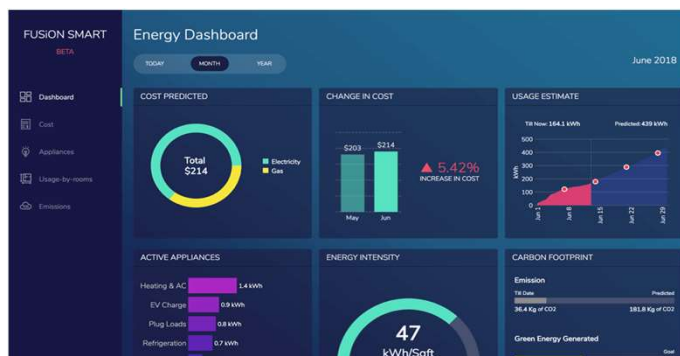 FUSiON SMART
BETA
Dashboard
Cost
Appliances
Usage-by-rooms
Emissions
Energy Dashboard
TODAY MONTH YEAR
June 2018
COST PREDICTED
Total
$214
Electricity
Gas
CHANGE IN COST
$203 $214
5.42%
INCREASE IN COST
May Jun
USAGE ESTIMATE
Till Now: 164.1 kWh Predicted: 439 kWh
kWh
500
400
300
200
100
0
Jun 1 Jun 8 Jun 15 Jun 22 Jun 29
ACTIVE APPLIANCES
Heating & AC 1.4 kWh
EV Charge 0.9 kWh
Plug Loads 0.8 kWh
Refrigeration 0.7 kWh
ENERGY INTENSITY
47
kWh/Sqft
CARBON FOOTPRINT
Emission
Till Date Predicted
36.4 Kg of CO2 181.8 Kg of CO2
Green Energy Generated
Goal